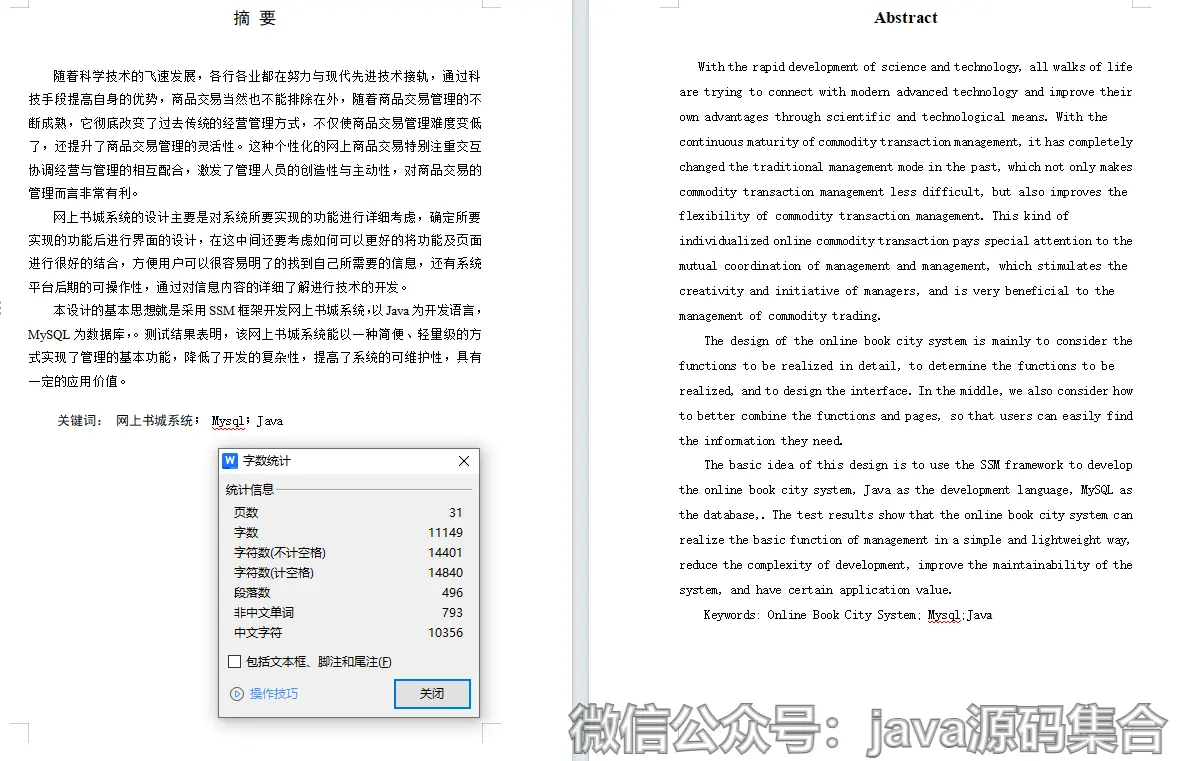 摘 要
随着科学技术的飞速发展，各行各业都在努力与现代先进技术接轨，通过科
技手段提高自身的优势，商品交易当然也不能排除在外，随着商品交易管理的不
断成熟，它彻底改变了过去传统的经营管理方式，不仅使商品交易管理难度变低
了，还提升了商品交易管理的灵活性。这种个性化的网上商品交易特别注重交互
协调经营与管理的相互配合，激发了管理人员的创造性与主动性，对商品交易的
管理而言非常有利。
网上书城系统的设计主要是对系统所要实现的功能进行详细考虑，确定所要
实现的功能后进行界面的设计，在这中间还要考虑如何可以更好的将功能及页面
进行很好的结合，方便用户可以很容易明了的找到自己所需要的信息，还有系统
平台后期的可操作性，通过对信息内容的详细了解进行技术的开发。
本设计的基本思想就是采用 SSM 框架开发网上书城系统，以 Java 为开发语言，
MySQL 为数据库，。测试结果表明，该网上书城系统能以一种简便、轻量级的方
式实现了管理的基本功能，降低了开发的复杂性，提高了系统的可维护性，具有
一定的应用价值。
关键词： 网上书城系统； Mysql；Java
字数统计
统计信息
页数 31
字数 11149
字符数(不计空格) 14401
字符数(计空格) 14840
段落数 496
非中文单词 793
中文字符 10356
包括文本框、脚注和尾注(F)
操作技巧
关闭
Abstract
With the rapid development of science and technology, all walks of life
are trying to connect with modern advanced technology and improve their
own advantages through scientific and technological means. With the
continuous maturity of commodity transaction management, it has completely
changed the traditional management mode in the past, which not only makes
commodity transaction management less difficult, but also improves the
flexibility of commodity transaction management. This kind of
individualized online commodity transaction pays special attention to the
mutual coordination of management and management, which stimulates the
creativity and initiative of managers, and is very beneficial to the
management of commodity trading.
The design of the online book city system is mainly to consider the
functions to be realized in detail, to determine the functions to be
realized, and to design the interface. In the middle, we also consider how
to better combine the functions and pages, so that users can easily find
the information they need.
The basic idea of this design is to use the SSM framework to develop
the online book city system, Java as the development language, MySQL as
the database,. The test results show that the online book city system can
realize the basic function of management in a simple and lightweight way,
reduce the complexity of development, improve the maintainability of the
system, and have certain application value.
Keywords: Online Book City System; Mysql;Java
微信公众号：java源码集合